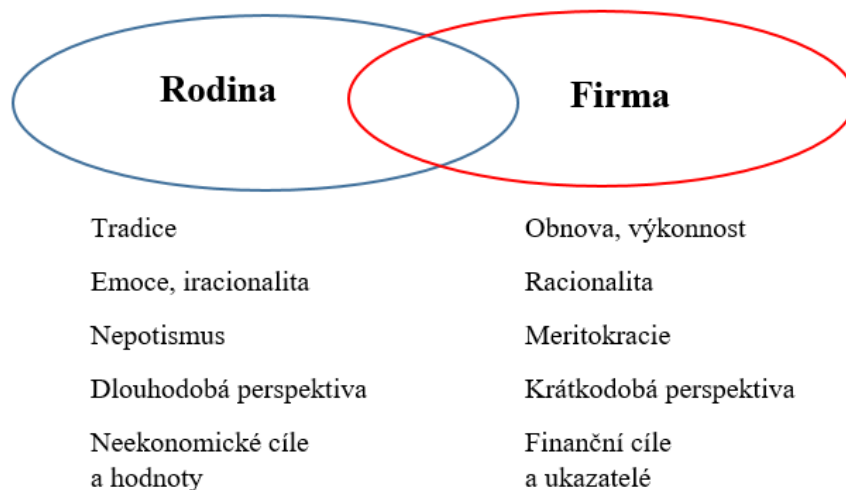 Rodina
Firma
Tradice
Obnova, výkonnost
Emoce, iracionalita
Racionalita
Nepotismus
Meritokracie
Dlouhodobá perspektiva
Krátkodobá perspektiva
Neekonomické cíle
a hodnoty
Finanční cíle
a ukazatelé